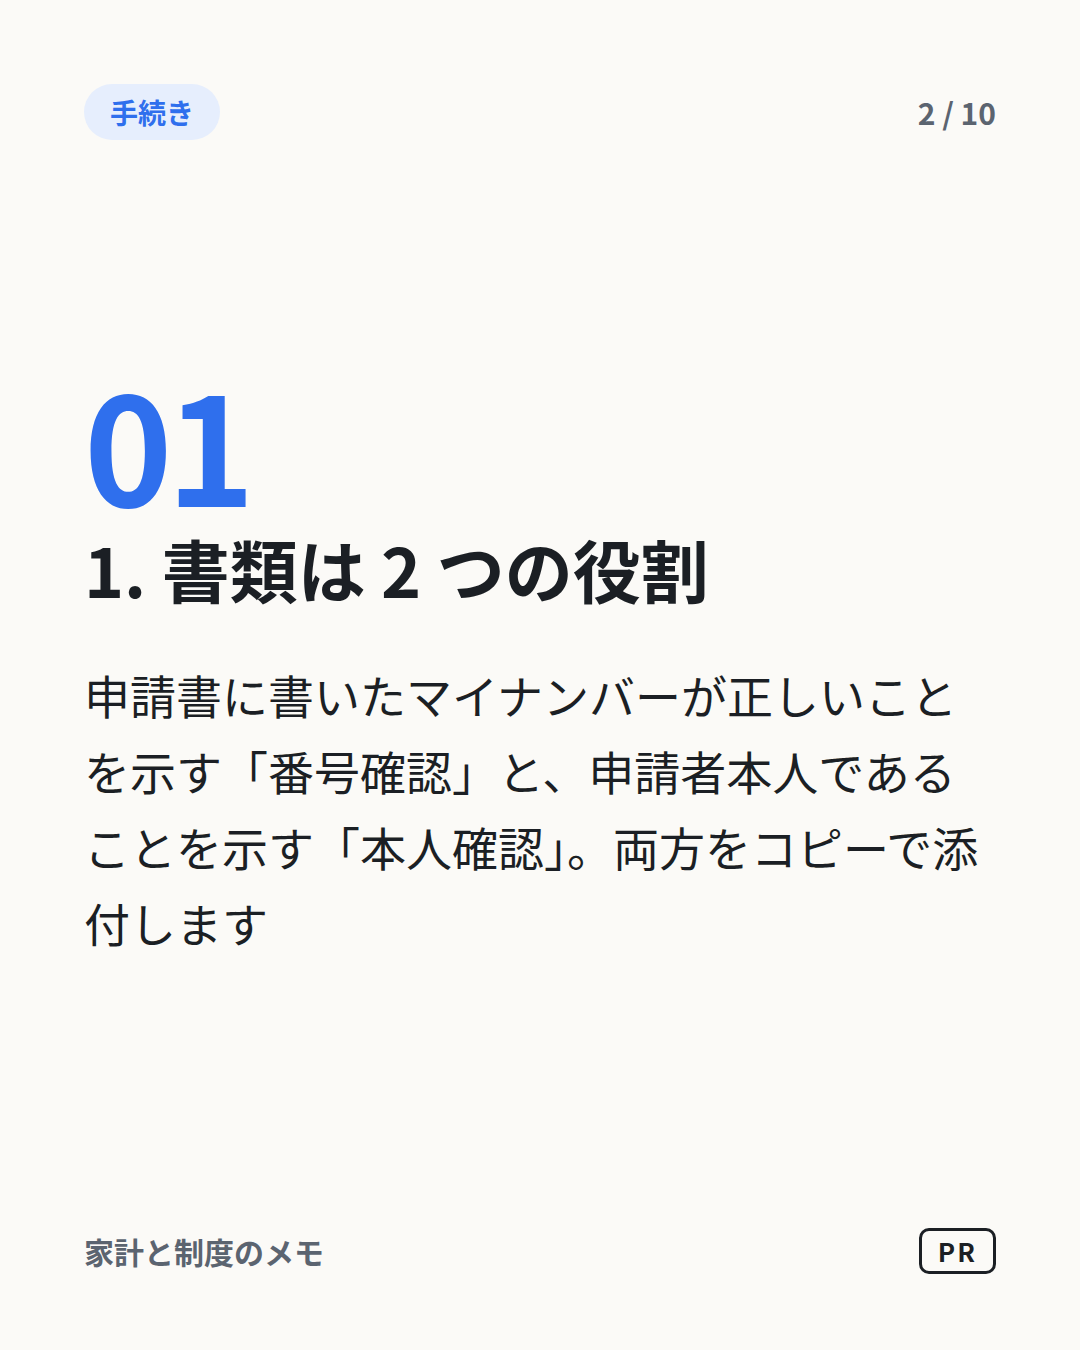 手続き
2 / 10
01
1. 書類は 2 つの役割
申請書に書いたマイナンバーが正しいこと
を示す「番号確認」と、申請者本人である
ことを示す「本人確認」。両方をコピーで添
付します
家計と制度のメモ
PR